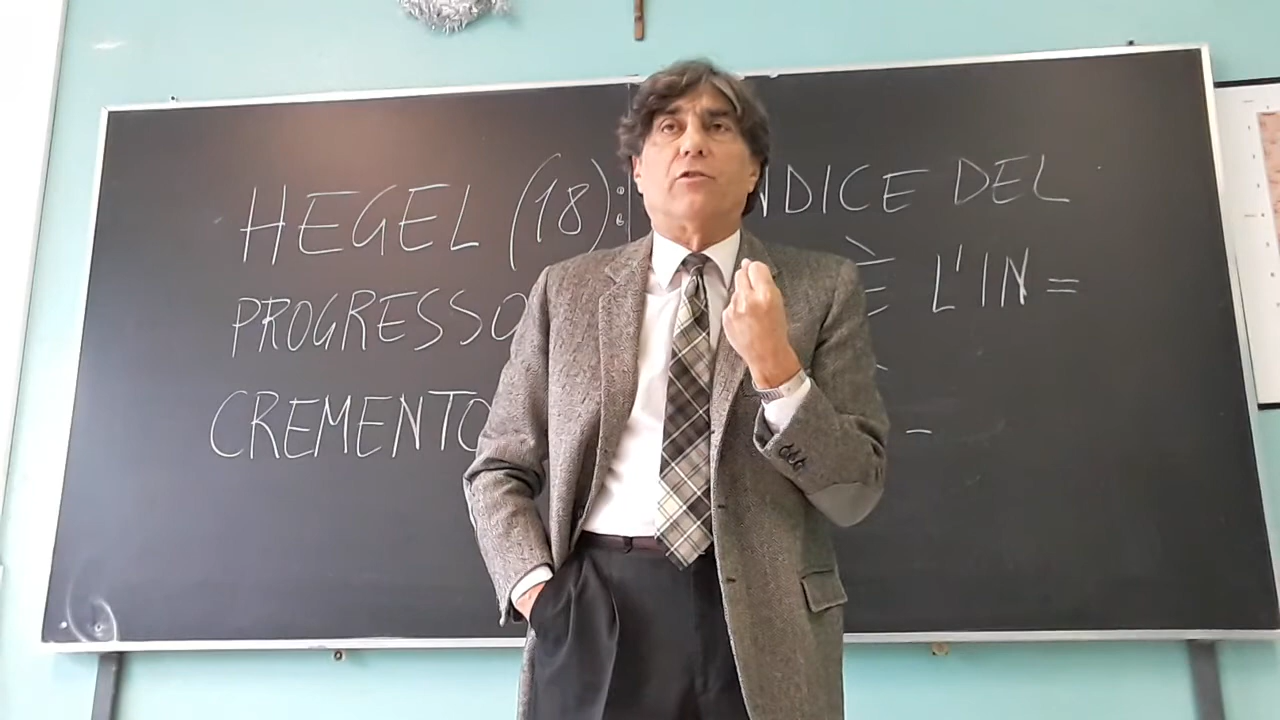 HEGEL (18): NDICE DEL
PROGRESSO È L'IN=
CREMENTO